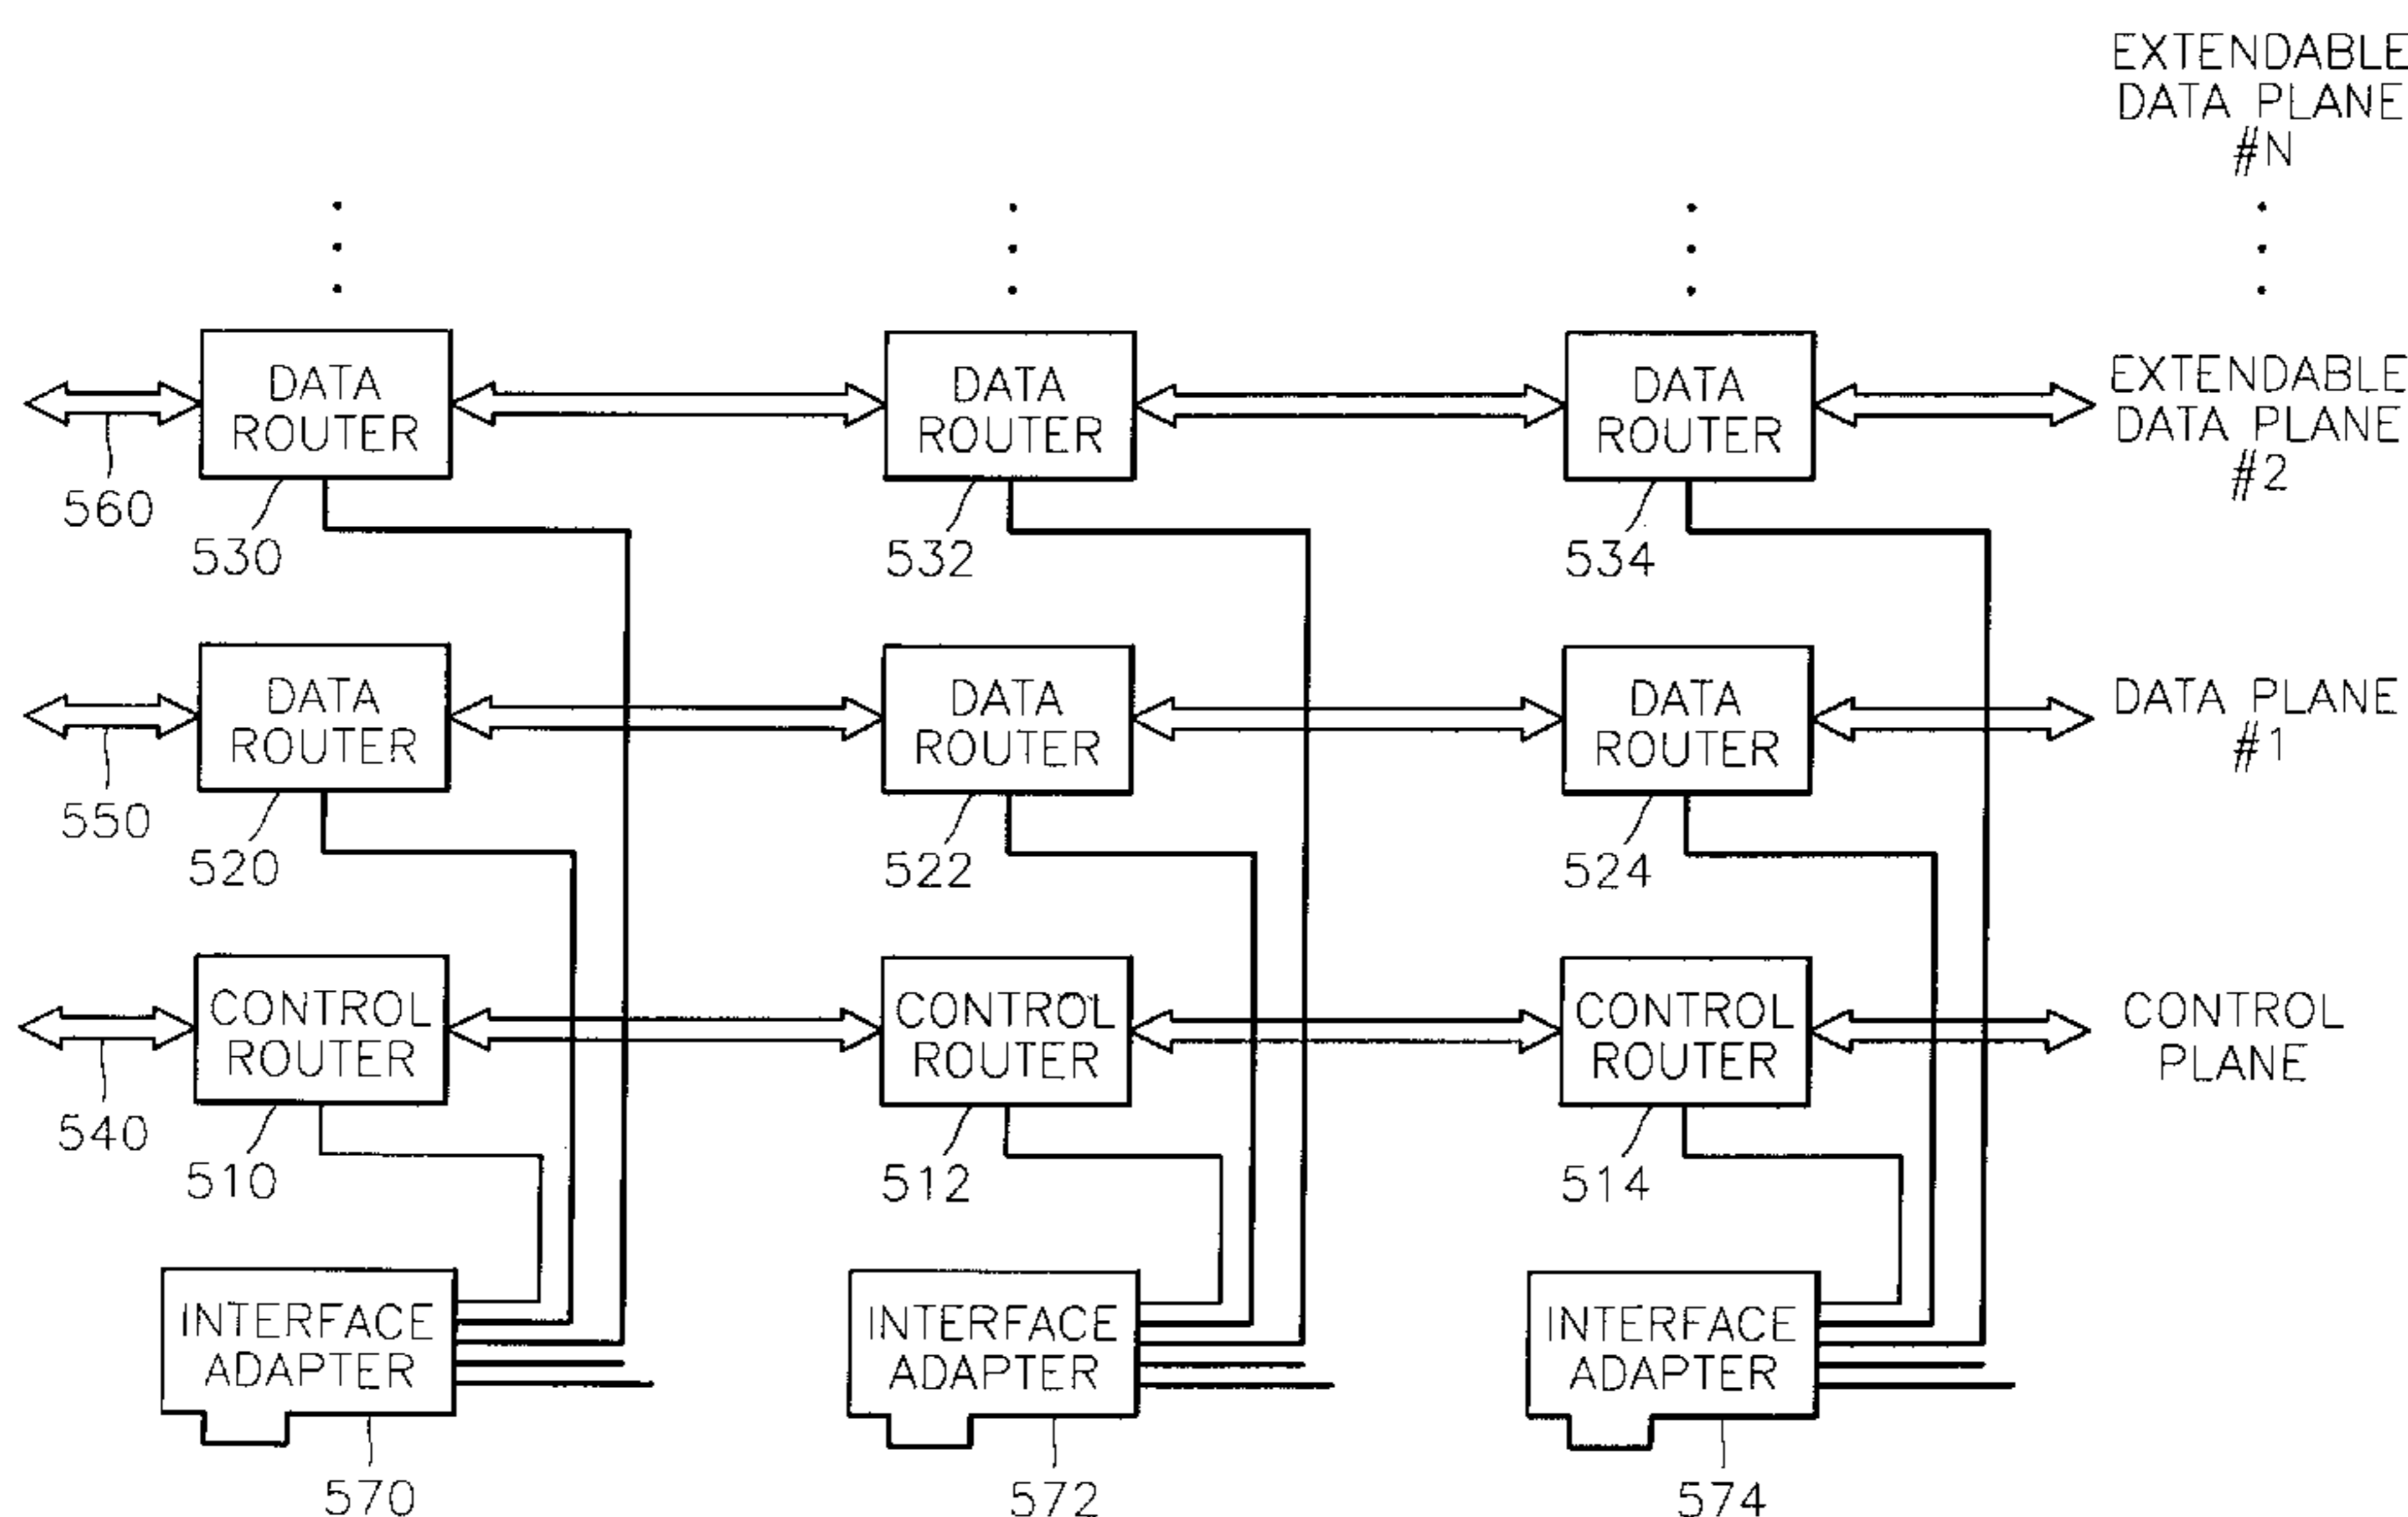 EXTENDABLE
DATA PLANE
#N
DATA
ROUTER
DATA
ROUTER
DATA
ROUTER
EXTENDABLE
DATA PLANE
#2
560
530
532
534
DATA
ROUTER
DATA
ROUTER
DATA
ROUTER
DATA PLANE
#1
550
520
522
524
CONTROL
ROUTER
CONTROL
ROUTER
CONTROL
ROUTER
CONTROL
PLANE
540
510
512
514
INTERFACE
ADAPTER
INTERFACE
ADAPTER
INTERFACE
ADAPTER
570
572
574